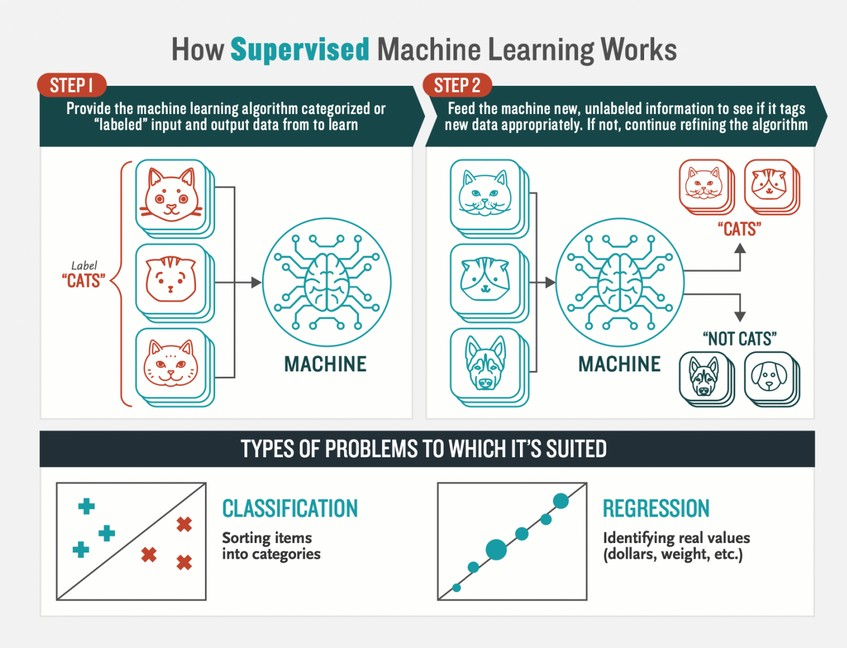 How Supervised Machine Learning Works
STEP 1
Provide the machine learning algorithm categorized or
“labeled” input and output data from to learn
Label
“CATS”
MACHINE
STEP 2
Feed the machine new, unlabeled information to see if it tags
new data appropriately. If not, continue refining the algorithm
MACHINE
“CATS”
“NOT CATS”
TYPES OF PROBLEMS TO WHICH IT’S SUITED
CLASSIFICATION
Sorting items
into categories
REGRESSION
Identifying real values
(dollars, weight, etc.)